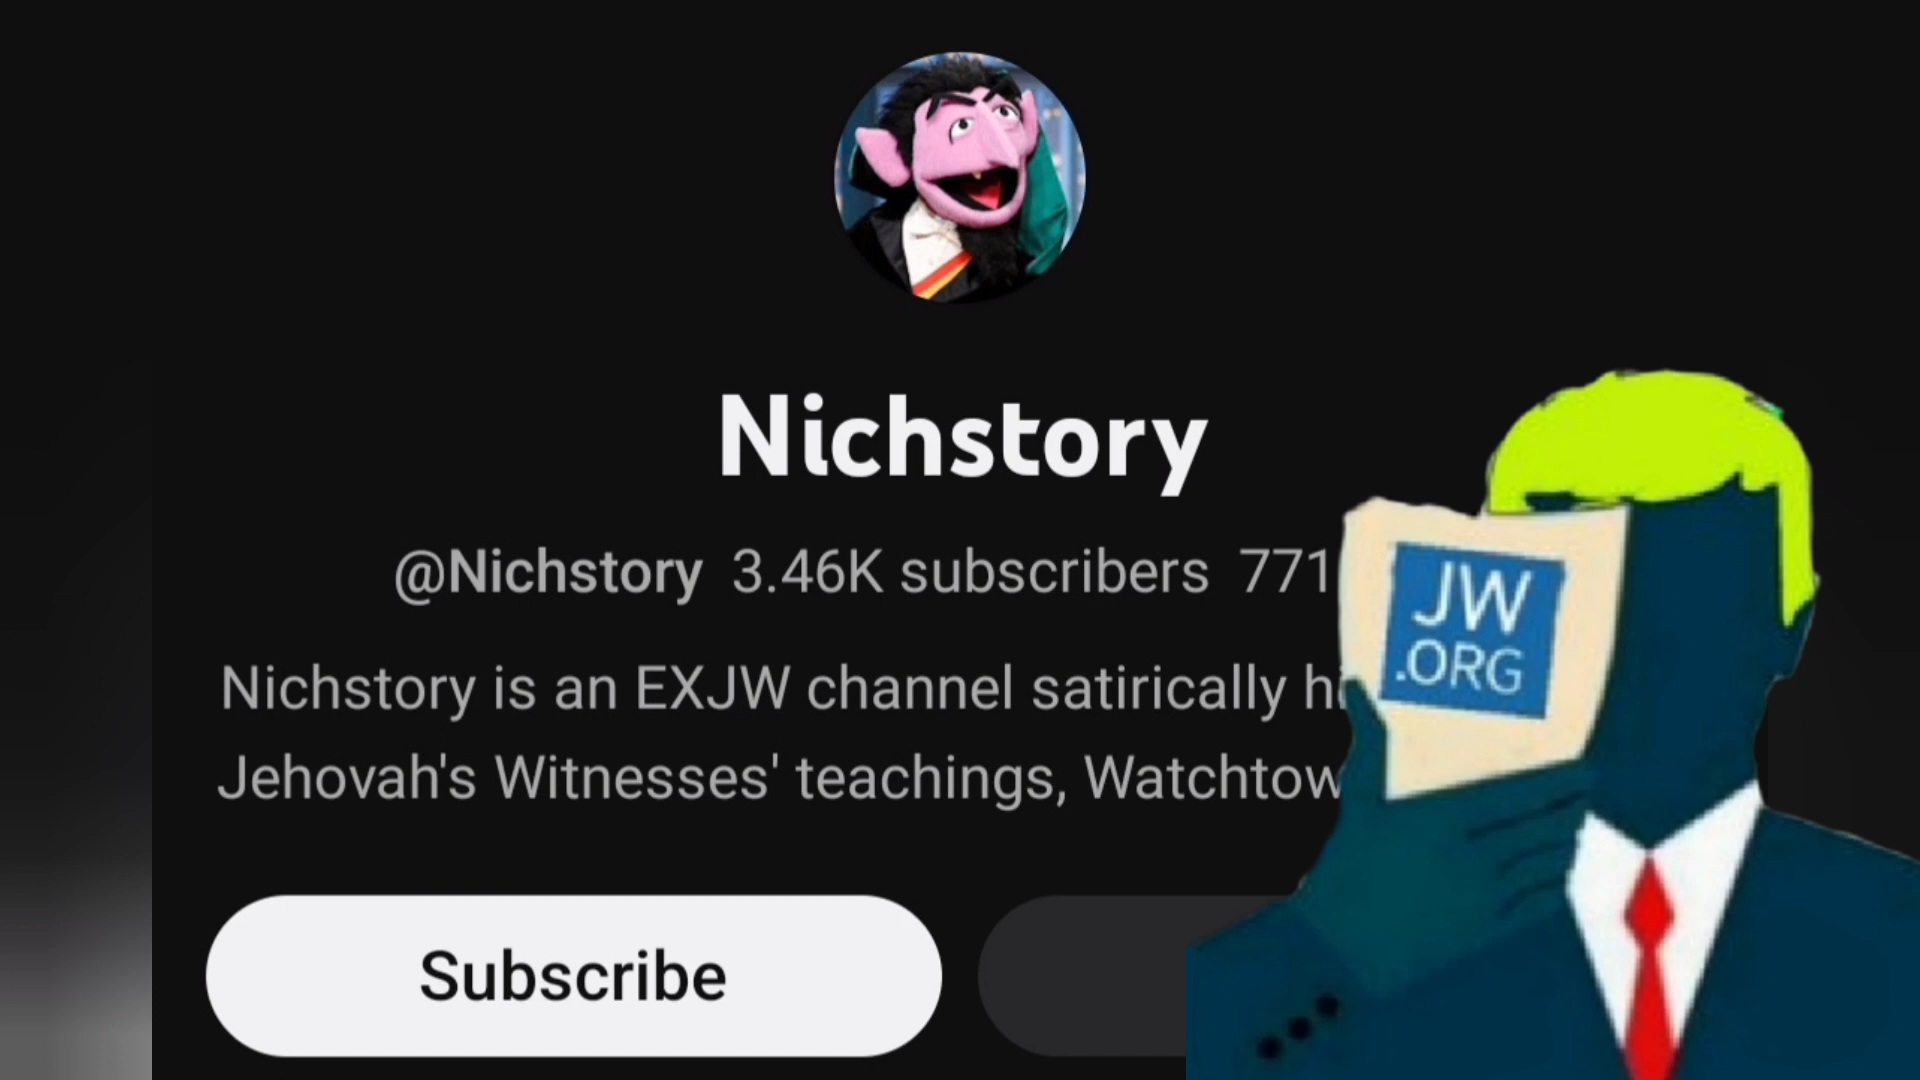 Nichstory
@Nichstory 3.46K subscribers 771
Nichstory is an EXJW channel satirically
Jehovah's Witnesses' teachings,
Subscribe
JW
.ORG